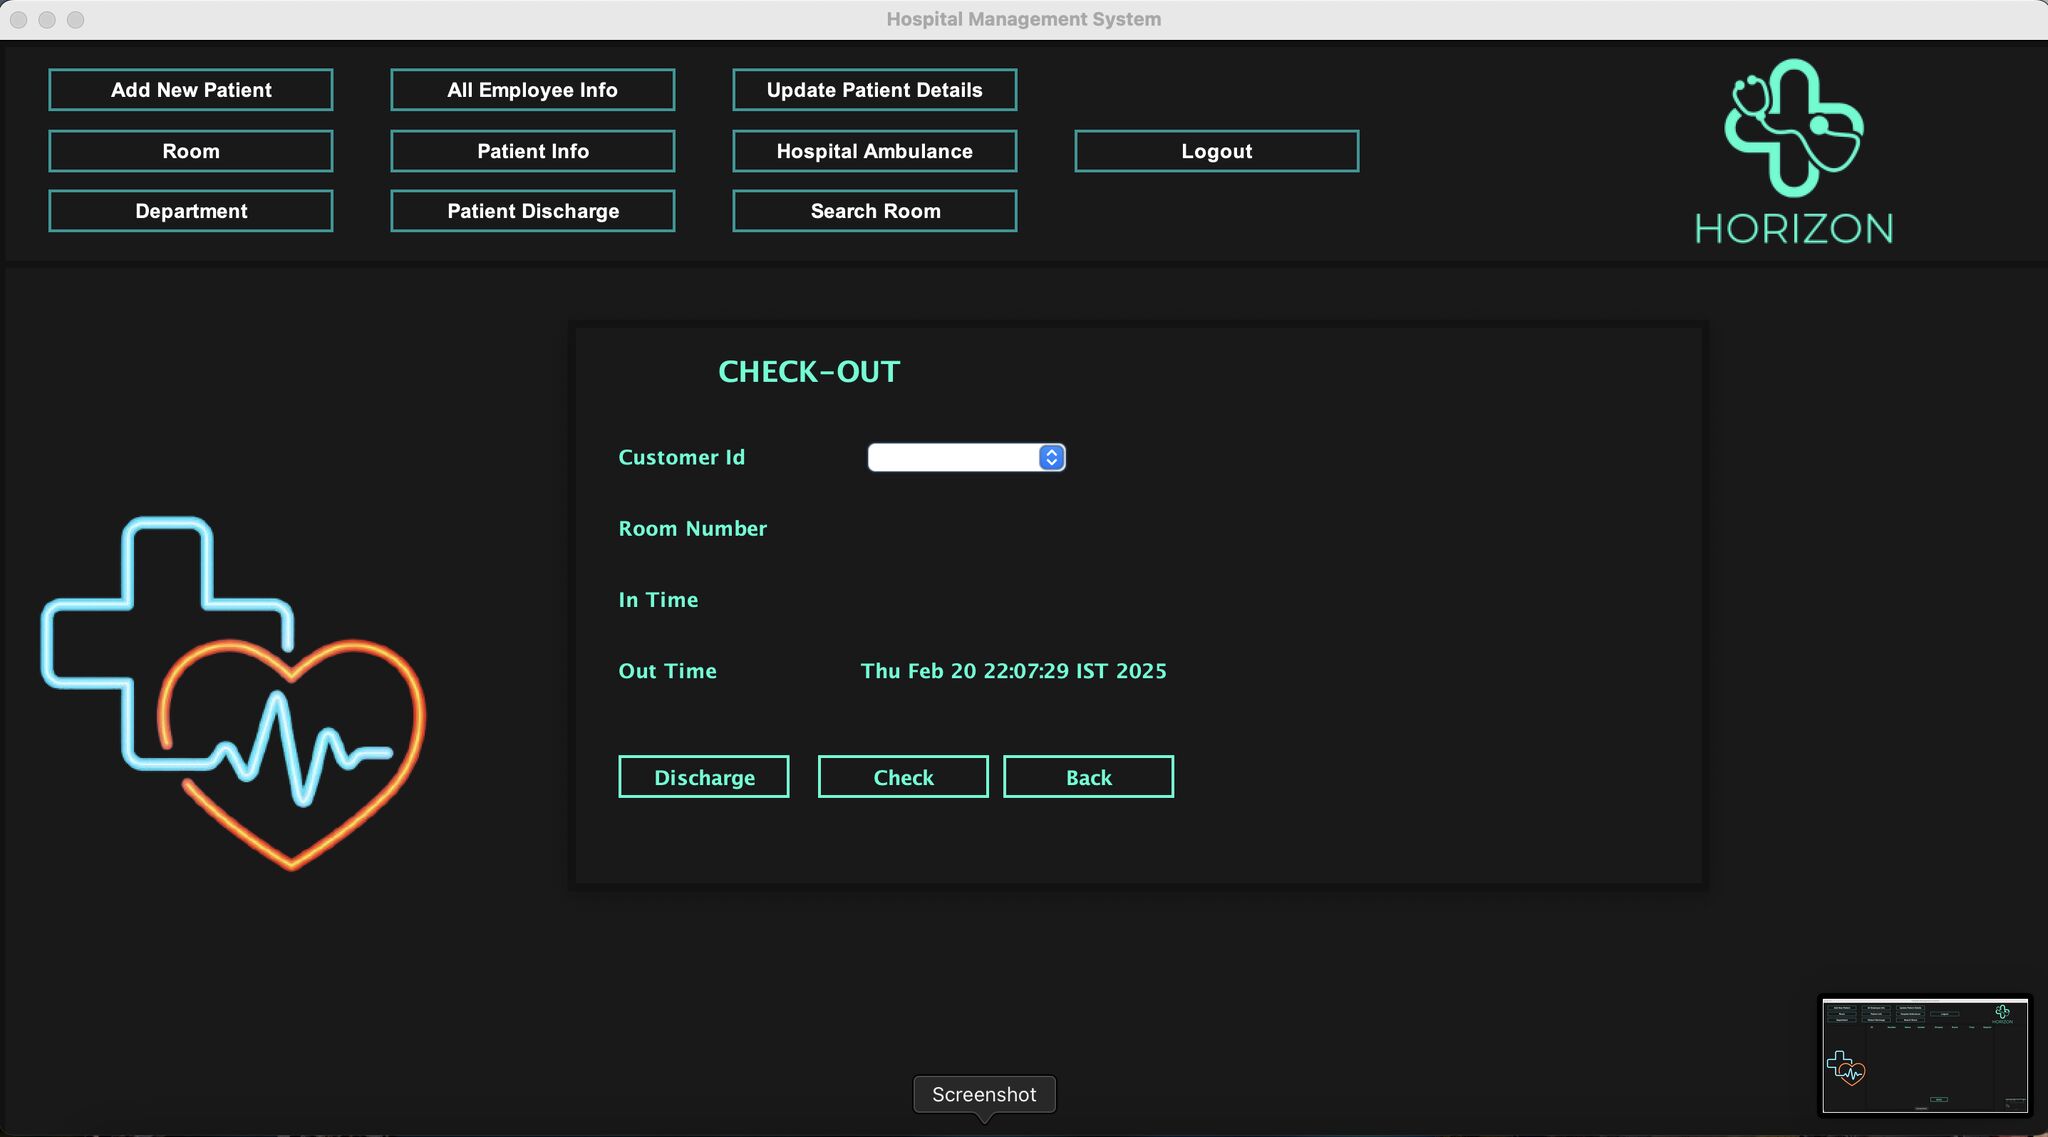 Hospital Management System
Add New Patient
All Employee Info
Update Patient Details
Room
Patient Info
Hospital Ambulance
Logout
Department
Patient Discharge
Search Room
HORIZON
CHECK-OUT
Customer Id
Room Number
In Time
Out Time Thu Feb 20 22:07:29 IST 2025
Discharge
Check
Back
Screenshot